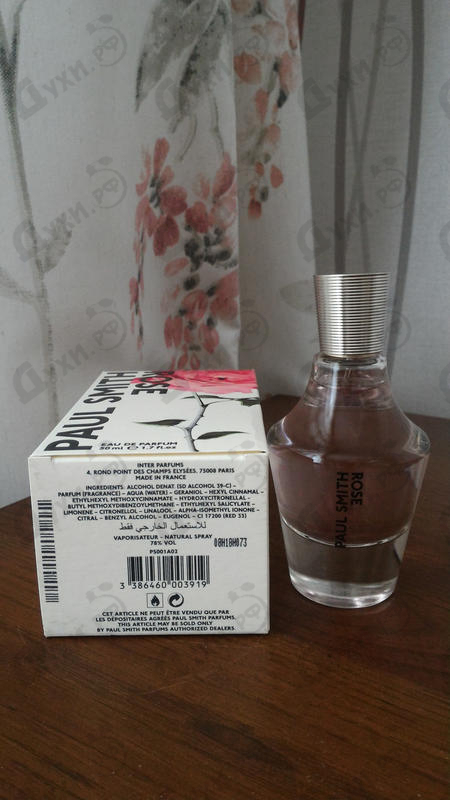 PAUL SMITH
ROSE
EAU DE PARFUM
50 ml e 1.7 fl.oz
INTER PARFUMS
4, ROND POINT DES CHAMPS ELYSÉES, 75008 PARIS
MADE IN FRANCE
INGREDIENTS: ALCOHOL DENAT. (SD ALCOHOL 39-C) –
PARFUM (FRAGRANCE) – AQUA (WATER) – GERANIOL – HEXYL CINNAMAL –
ETHYLHEXYL METHOXYCINNAMATE – HYDROXYCITRONELLAL –
BUTYL METHOXYDIBENZOYLMETHANE – ETHYLHEXYL SALICYLATE –
LIMONENE – CITRONELLOL – LINALOOL – ALPHA-ISOMETHYL IONONE –
CITRAL – BENZYL ALCOHOL – EUGENOL – CI 17200 (RED 33)
للاستعمال الخارجي فقط
VAPORISATEUR – NATURAL SPRAY
78% VOL
PS001A02
3 386460 003919
CET ARTICLE NE PEUT ÊTRE VENDU QUE PAR
LES DÉPOSITAIRES AGRÉÉS PAUL SMITH PARFUMS.
THIS ARTICLE MAY BE SOLD ONLY
BY PAUL SMITH PARFUMS AUTHORIZED DEALERS.
ROSE
PAUL SMITH
Духи.РФ